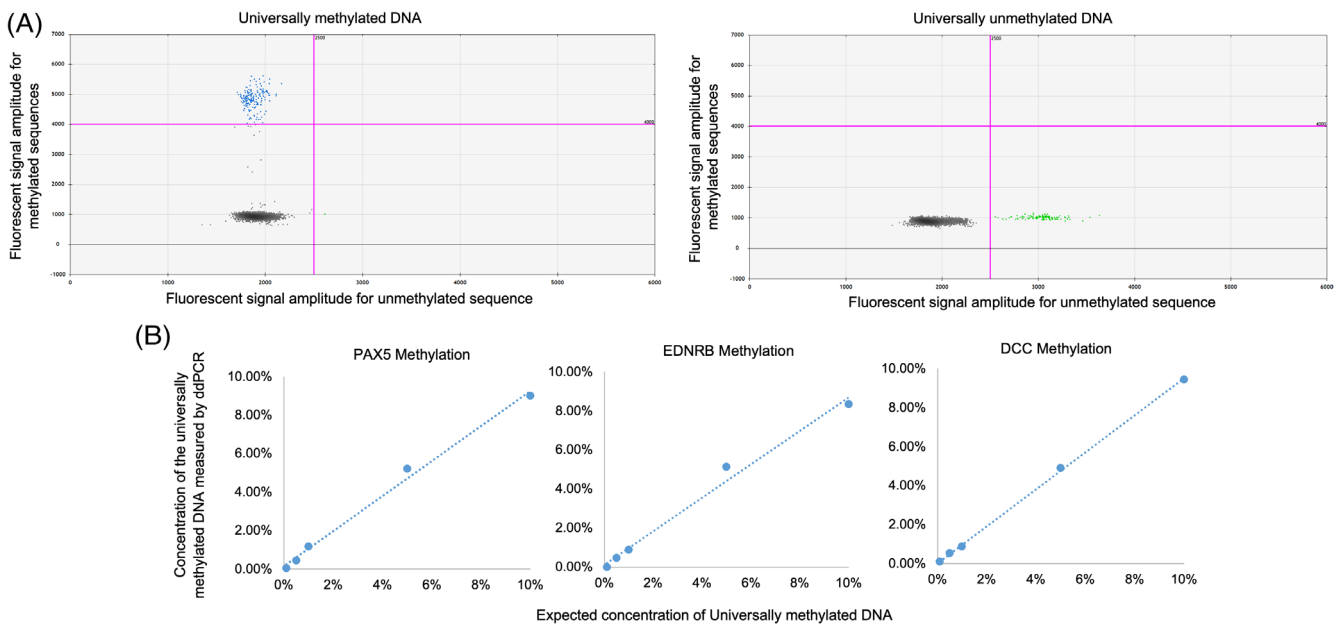 (A)
Universally methylated DNA
Fluorescent signal amplitude for
methylated sequences
7000
6000
5000
4000
3000
2000
1000
0
-1000
2500
4000
0
1000
2000
3000
4000
5000
6000
Fluorescent signal amplitude for unmethylated sequence
Universally unmethylated DNA
Fluorescent signal amplitude for
methylated sequences
7000
6000
5000
4000
3000
2000
1000
0
-1000
2500
4000
0
1000
2000
3000
4000
5000
6000
Fluorescent signal amplitude for unmethylated sequence
(B)
Concentration of the universally
methylated DNA measured by ddPCR
PAX5 Methylation
10.00%
8.00%
6.00%
4.00%
2.00%
0.00%
0% 2% 4% 6% 8% 10%
EDNRB Methylation
10.00%
8.00%
6.00%
4.00%
2.00%
0.00%
0% 2% 4% 6% 8% 10%
DCC Methylation
10.00%
8.00%
6.00%
4.00%
2.00%
0.00%
0% 2% 4% 6% 8% 10%
Expected concentration of Universally methylated DNA